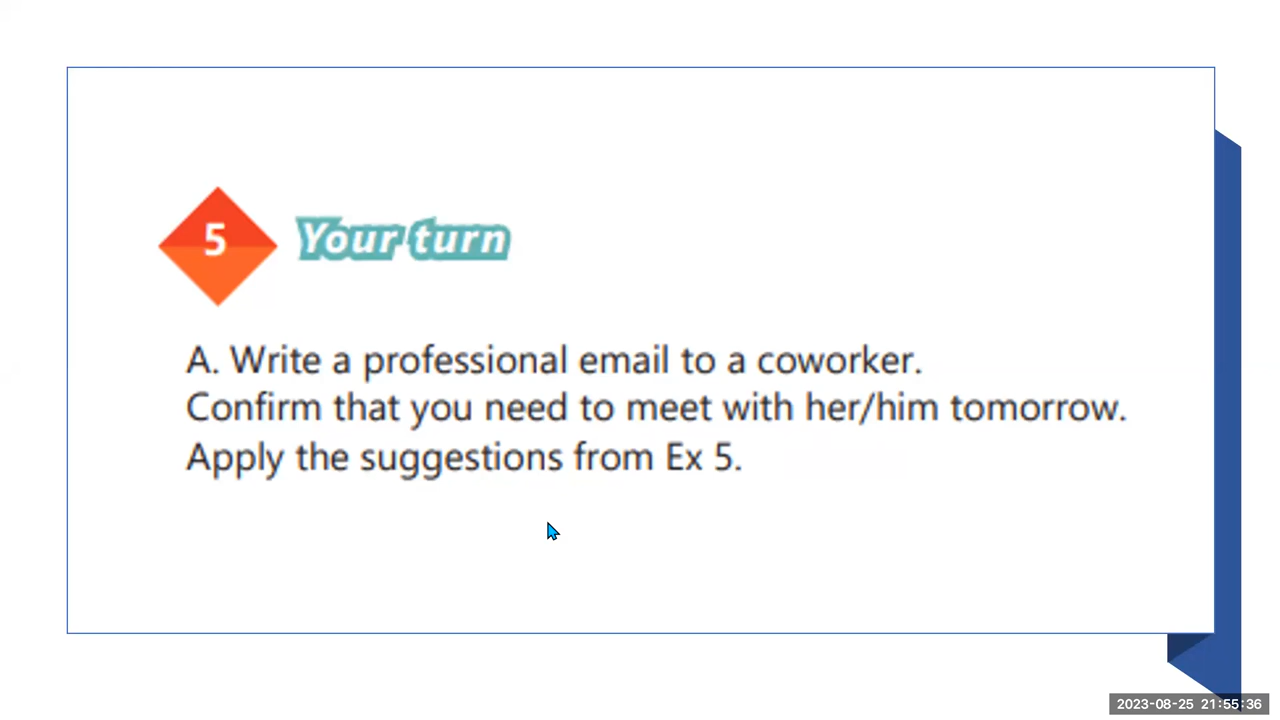 5
Your turn
A. Write a professional email to a coworker.
Confirm that you need to meet with her/him tomorrow.
Apply the suggestions from Ex 5.
2023-08-25 21:55:36